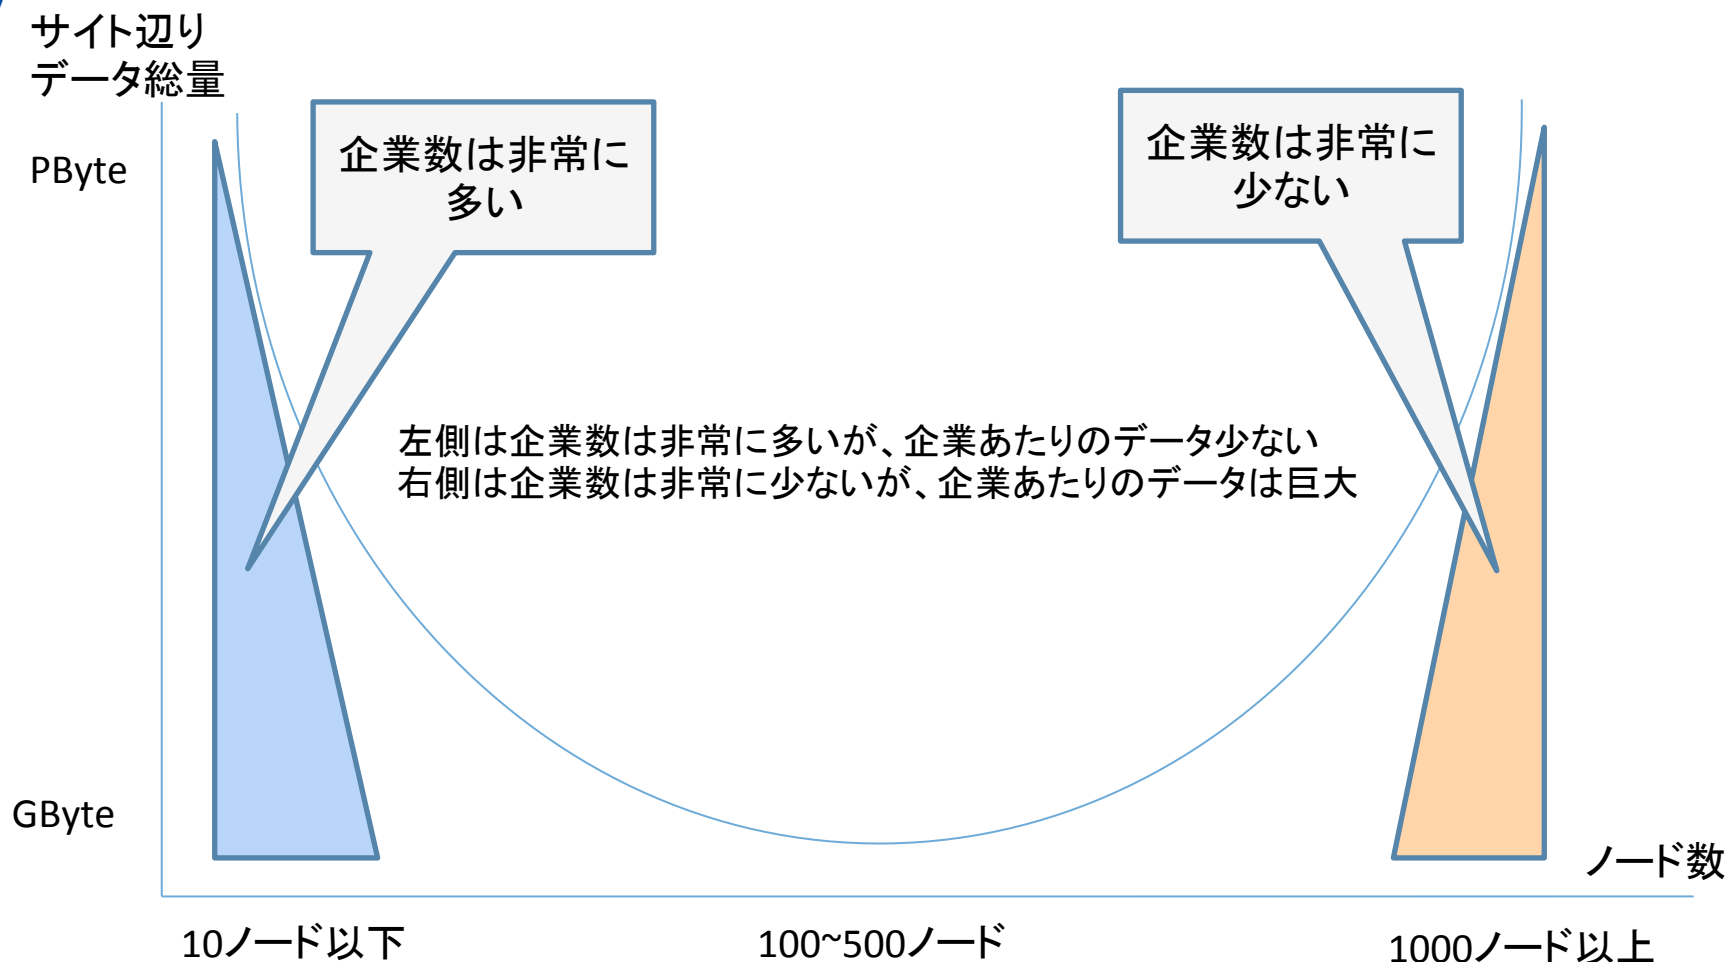 サイト辺り
データ総量
PByte
企業数は非常に
多い
企業数は非常に
少ない
左側は企業数は非常に多いが、企業あたりのデータ少ない
右側は企業数は非常に少ないが、企業あたりのデータは巨大
GByte
ノード数
10ノード以下
100~500ノード
1000ノード以上